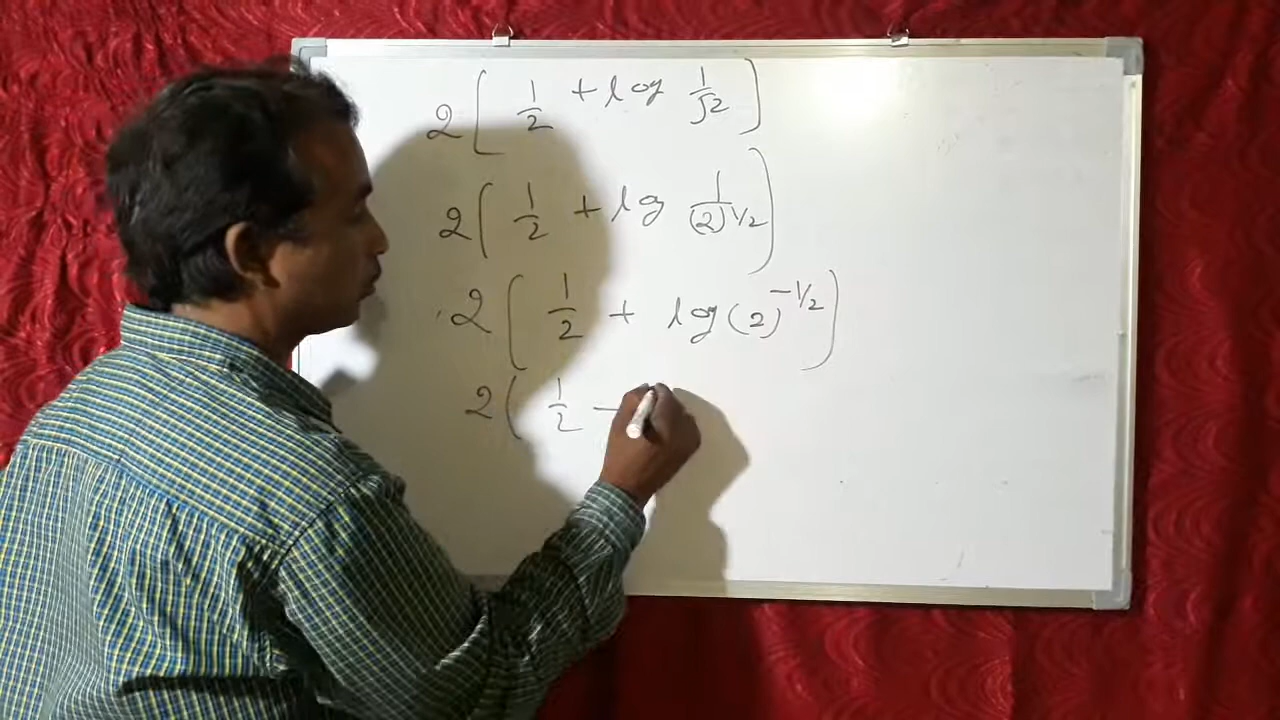 2[ 1/2 + log 1/√2 ]
2( 1/2 + log 1/(2)^1/2 )
2[ 1/2 + log (2)^-1/2 ]
2( 1/2 -